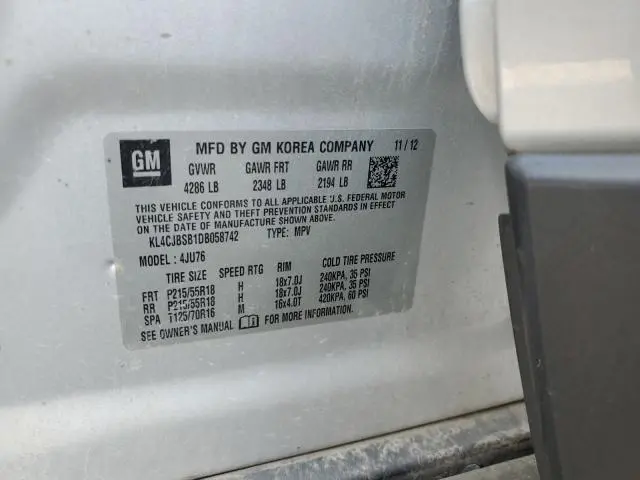 GM
MFD BY GM KOREA COMPANY 11/12
GVWR GAWR FRT GAWR RR
4286 LB 2348 LB 2194 LB
THIS VEHICLE CONFORMS TO ALL APPLICABLE U.S. FEDERAL MOTOR
VEHICLE SAFETY AND THEFT PREVENTION STANDARDS IN EFFECT ON
THE DATE OF MANUFACTURE SHOWN ABOVE.
KL4CJBSB1DB058742 TYPE: MPV
MODEL: 4JU76
TIRE SIZE SPEED RTG RIM COLD TIRE PRESSURE
FRT P215/55R18 H 18x7.0J 240KPA, 35 PSI
RR P215/55R18 H 18x7.0J 240KPA, 35 PSI
SPA T125/70R16 M 16x4.0T 420KPA, 60 PSI
SEE OWNER'S MANUAL FOR MORE INFORMATION.